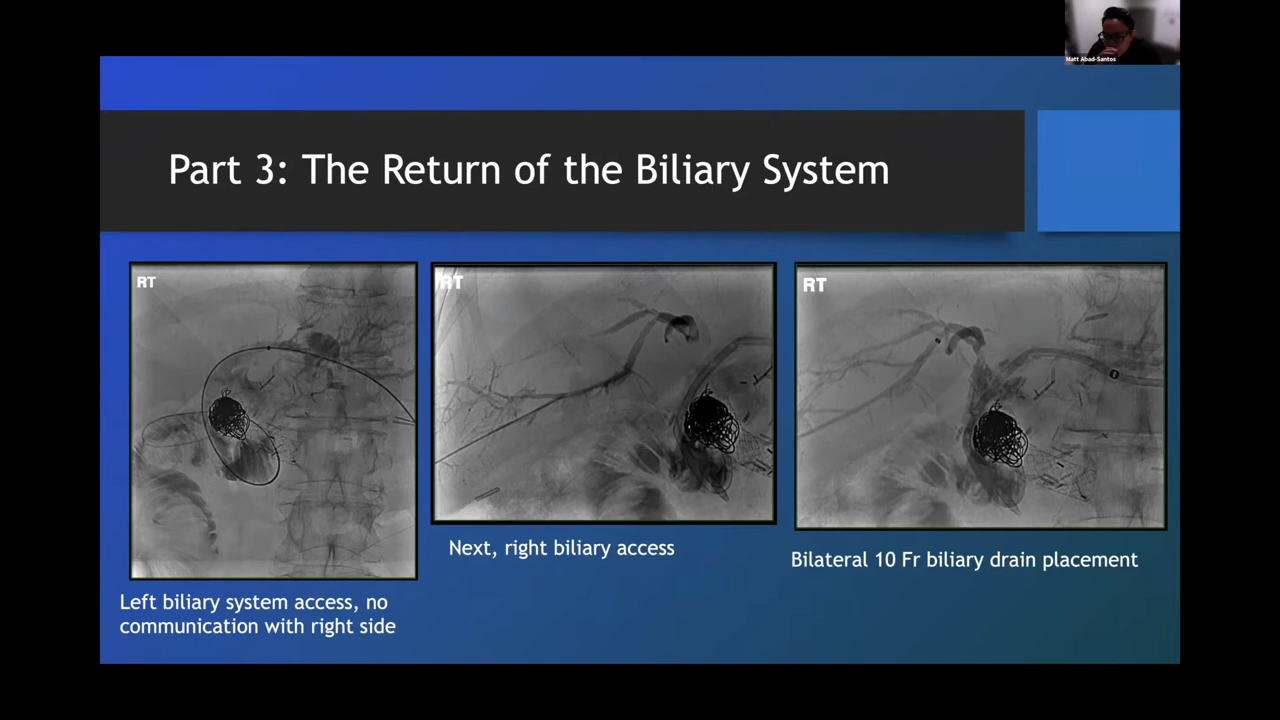 Matt Abad-Santos
Part 3: The Return of the Biliary System
RT
RT
RT
Next, right biliary access
Bilateral 10 Fr biliary drain placement
Left biliary system access, no
communication with right side